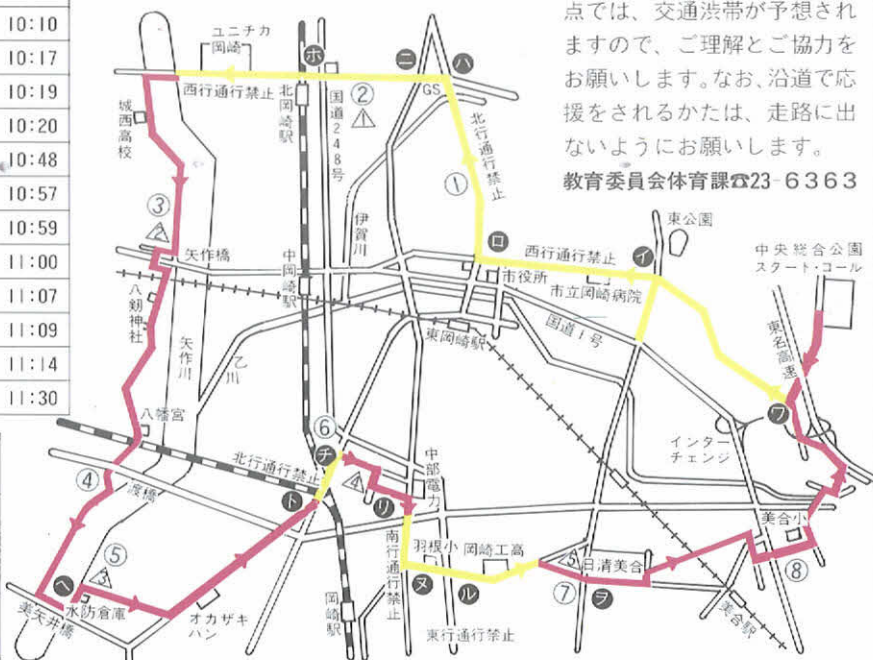 10:10
10:17
10:19
10:20
10:48
10:57
10:59
11:00
11:07
11:09
11:14
11:30
点では、交通渋帯が予想され
ますので、ご理解とご協力を
お願いします。なお、沿道で応
援をされるかたは、走路に出
ないようにお願いします。
教育委員会体育課☎23-6363
ユニチカ
岡崎
ホ
ニ
ハ
GS
西行通行禁止
北岡崎駅
国道248号
②
1
北行通行禁止
①
城西高校
③
2
矢作橋
八剱神社
矢作川
中岡崎駅
伊賀川
ロ
西行通行禁止
イ
東公園
市役所
市立岡崎病院
中央総合公園
スタート・ゴール
東名高速
ワ
国道1号
東岡崎駅
乙川
インター
チェンジ
八幡宮
④
渡橋
北行通行禁止
⑥
チ
4
ト
リ
中部電力
南行通行禁止
羽根小
岡崎工高
ヌ
ル
東行通行禁止
5
日清美合
⑦
ヲ
美合小
⑧
美合駅
⑤
3
ヘ
水防倉庫
美矢井橋
オカザキ
ハン
岡崎駅